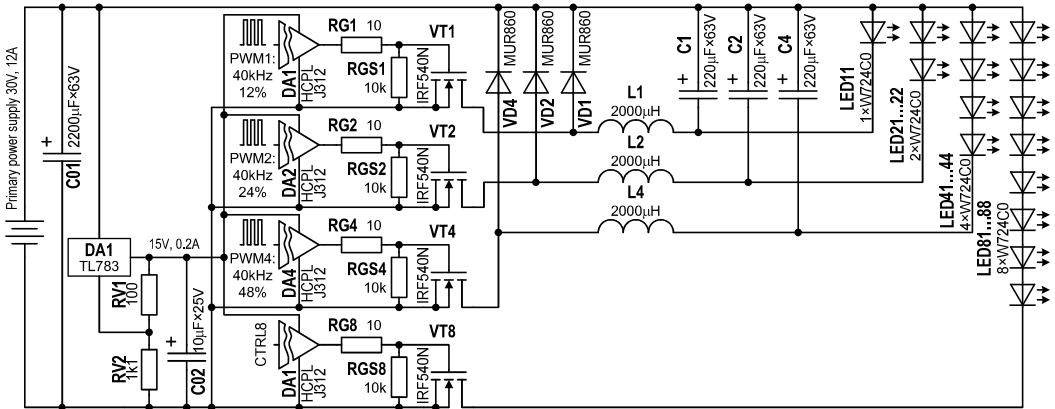 Primary power supply 30V, 12A
C01
2200µF×63V
DA1
TL783
15V, 0.2A
RV1
100
RV2
1k1
C02
10µF×25V
PWM1:
40kHz
12%
DA1
HCPL
J312
RG1 10
RGS1
10k
VT1
IRF540N
PWM2:
40kHz
24%
DA2
HCPL
J312
RG2 10
RGS2
10k
VT2
IRF540N
PWM4:
40kHz
48%
DA4
HCPL
J312
RG4 10
RGS4
10k
VT4
IRF540N
CTRL8
DA1
HCPL
J312
RG8 10
RGS8
10k
VT8
IRF540N
VD4
MUR860
VD2
MUR860
VD1
MUR860
L1
2000µH
L2
2000µH
L4
2000µH
C1
220µF×63V
C2
220µF×63V
C4
220µF×63V
LED11
1×W724C0
LED21...22
2×W724C0
LED41...44
4×W724C0
LED81...88
8×W724C0